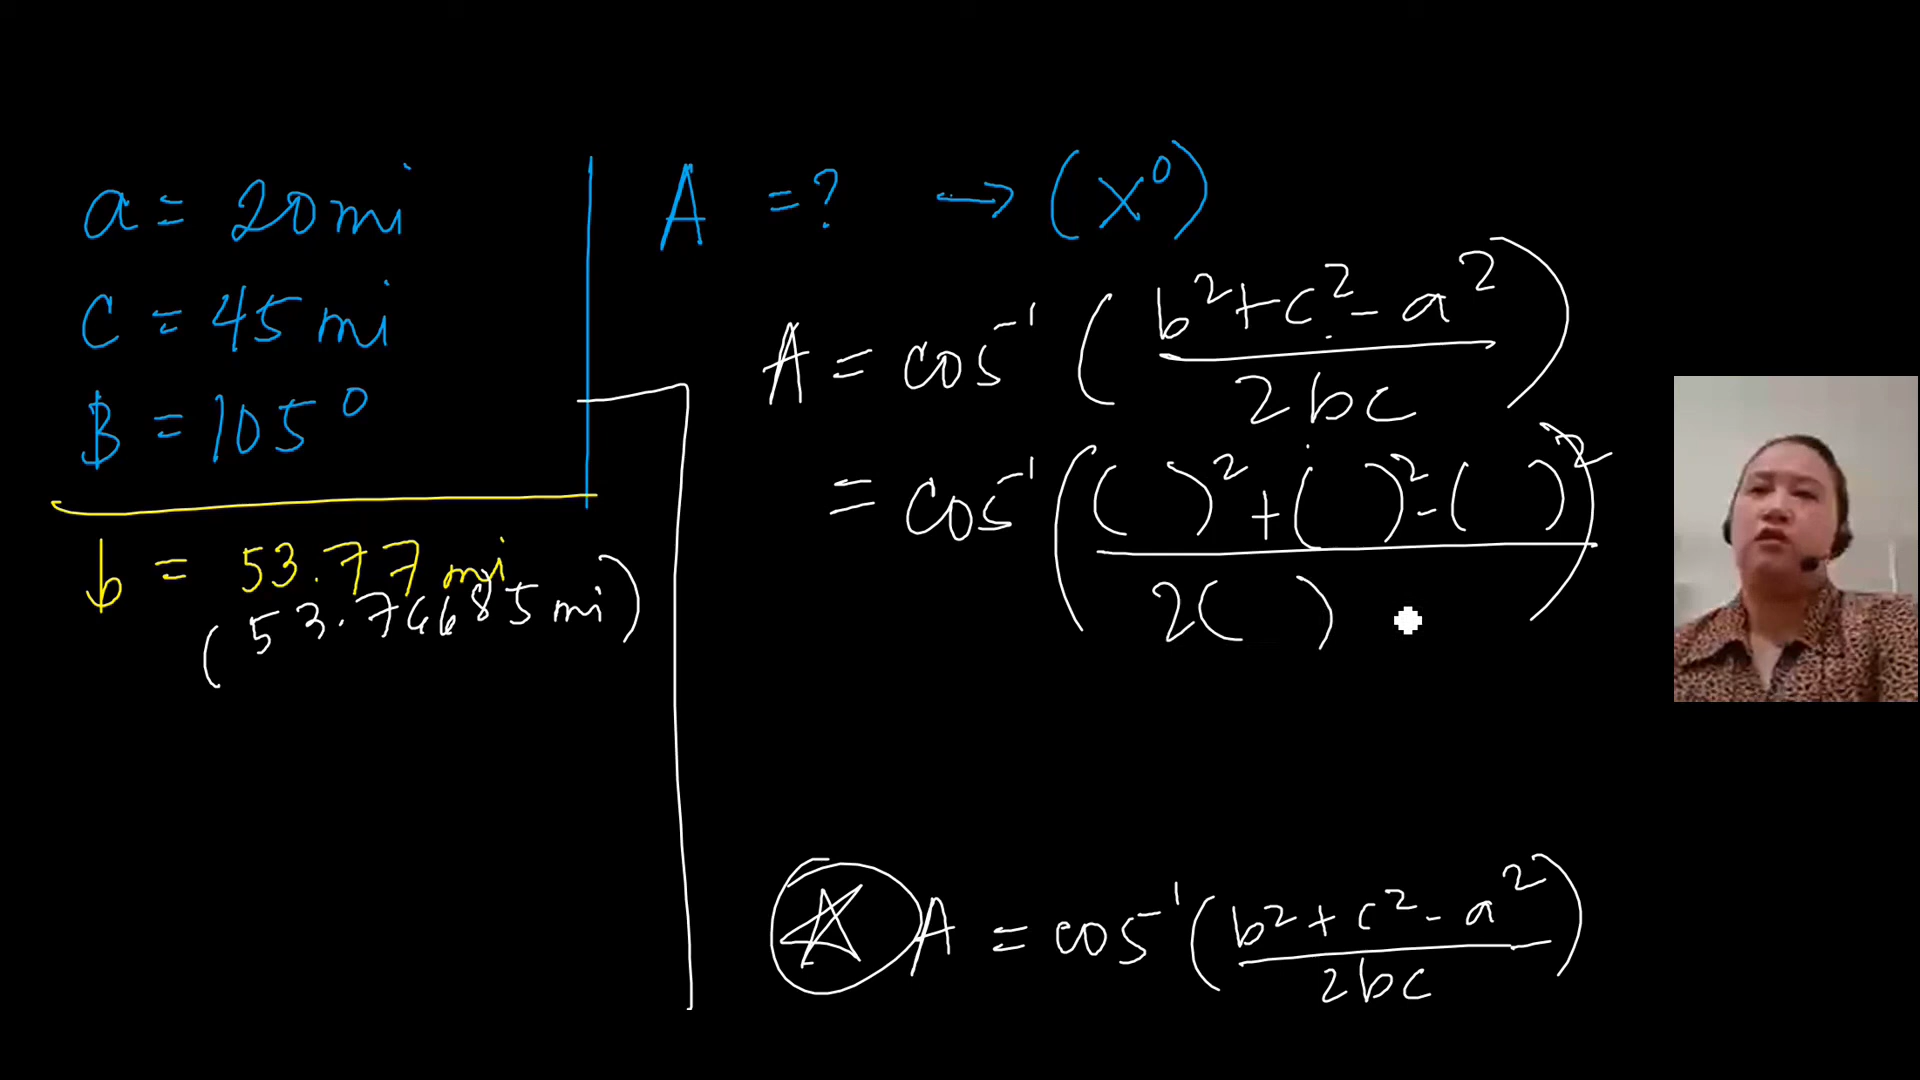 a = 20 mi
c = 45 mi
B = 105°
b = 53.77 mi
(53.76685 mi)
A = ? → (x°)
A = cos⁻¹ ( b² + c² - a² / 2bc )
= cos⁻¹ ( ( )² + ( )² - ( )² / 2( ) )
☆ A = cos⁻¹ ( b² + c² - a² / 2bc )